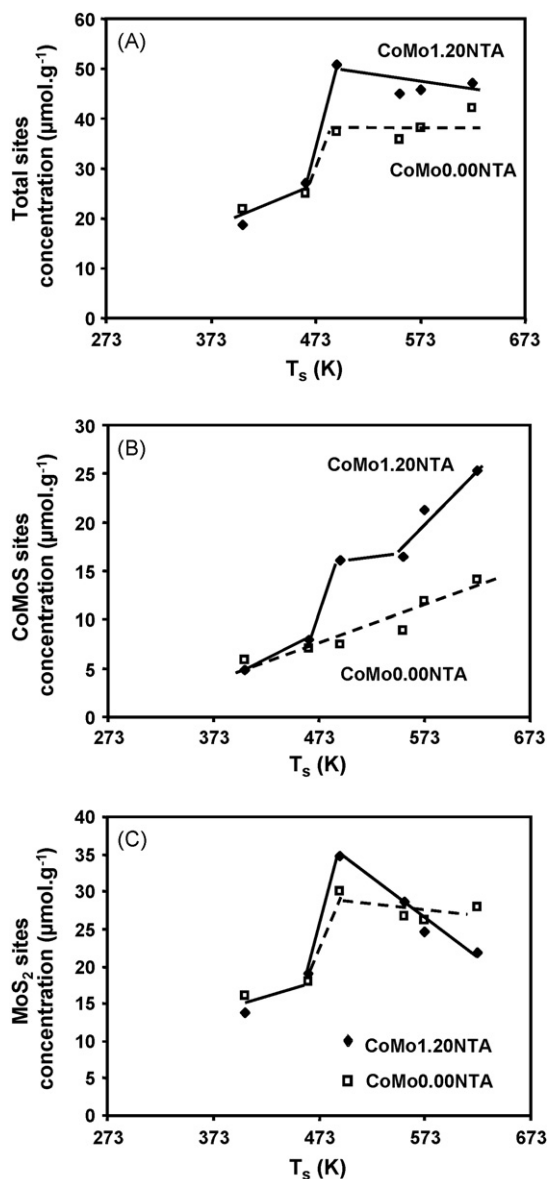 (A)
Total sites
concentration (µmol.g⁻¹)
60
50
40
30
20
10
0
CoMo1.20NTA
CoMo0.00NTA
273 373 473 573 673
Tₛ (K)
(B)
CoMoS sites
concentration (µmol.g⁻¹)
30
25
20
15
10
5
0
CoMo1.20NTA
CoMo0.00NTA
273 373 473 573 673
Tₛ (K)
(C)
MoS₂ sites
concentration (µmol.g⁻¹)
40
35
30
25
20
15
10
5
0
CoMo1.20NTA
CoMo0.00NTA
273 373 473 573 673
Tₛ (K)